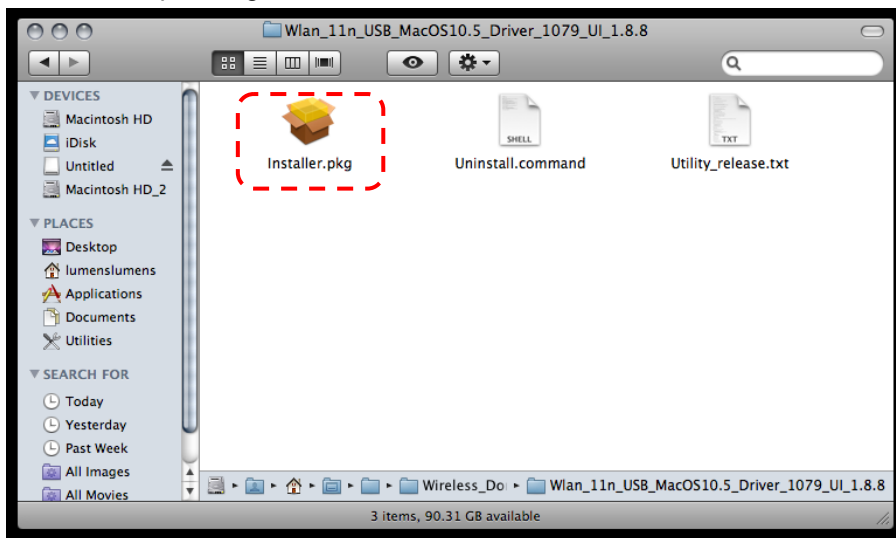 Wlan_11n_USB_MacOS10.5_Driver_1079_UI_1.8.8
DEVICES
Macintosh HD
iDisk
Untitled
Macintosh HD_2
PLACES
Desktop
lumenslumens
Applications
Documents
Utilities
SEARCH FOR
Today
Yesterday
Past Week
All Images
All Movies
SHELL
TXT
Installer.pkg
Uninstall.command
Utility_release.txt
Wireless_Do
Wlan_11n_USB_MacOS10.5_Driver_1079_UI_1.8.8
3 items, 90.31 GB available